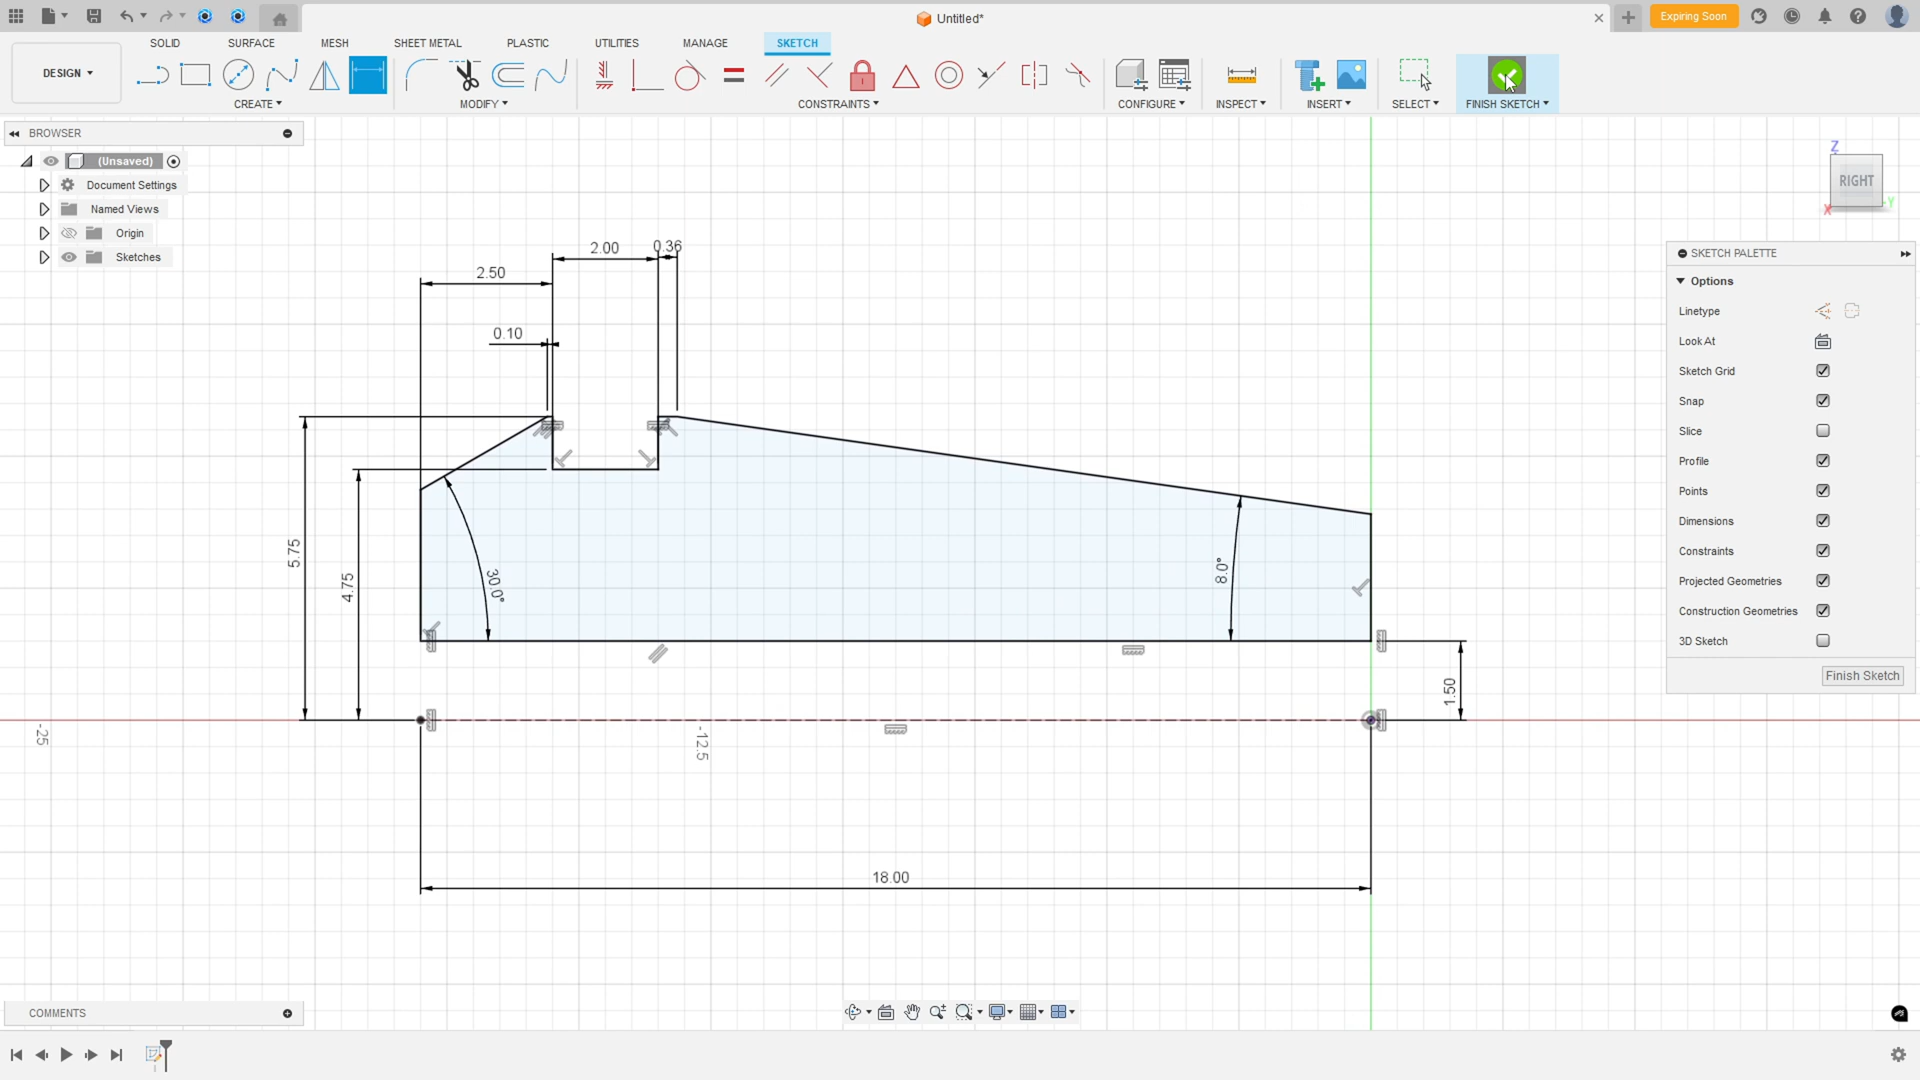 Untitled*
Expiring Soon
SOLID
SURFACE
MESH
SHEET METAL
PLASTIC
UTILITIES
MANAGE
SKETCH
DESIGN
CREATE
MODIFY
CONSTRAINTS
CONFIGURE
INSPECT
INSERT
SELECT
FINISH SKETCH
BROWSER
(Unsaved)
Document Settings
Named Views
Origin
Sketches
Z
RIGHT
X
-Y
SKETCH PALETTE
Options
Linetype
Look At
Sketch Grid
Snap
Slice
Profile
Points
Dimensions
Constraints
Projected Geometries
Construction Geometries
3D Sketch
Finish Sketch
2.00
0.36
2.50
0.10
5.75
4.75
30.0°
8.0°
1.50
-25
-12.5
18.00
COMMENTS